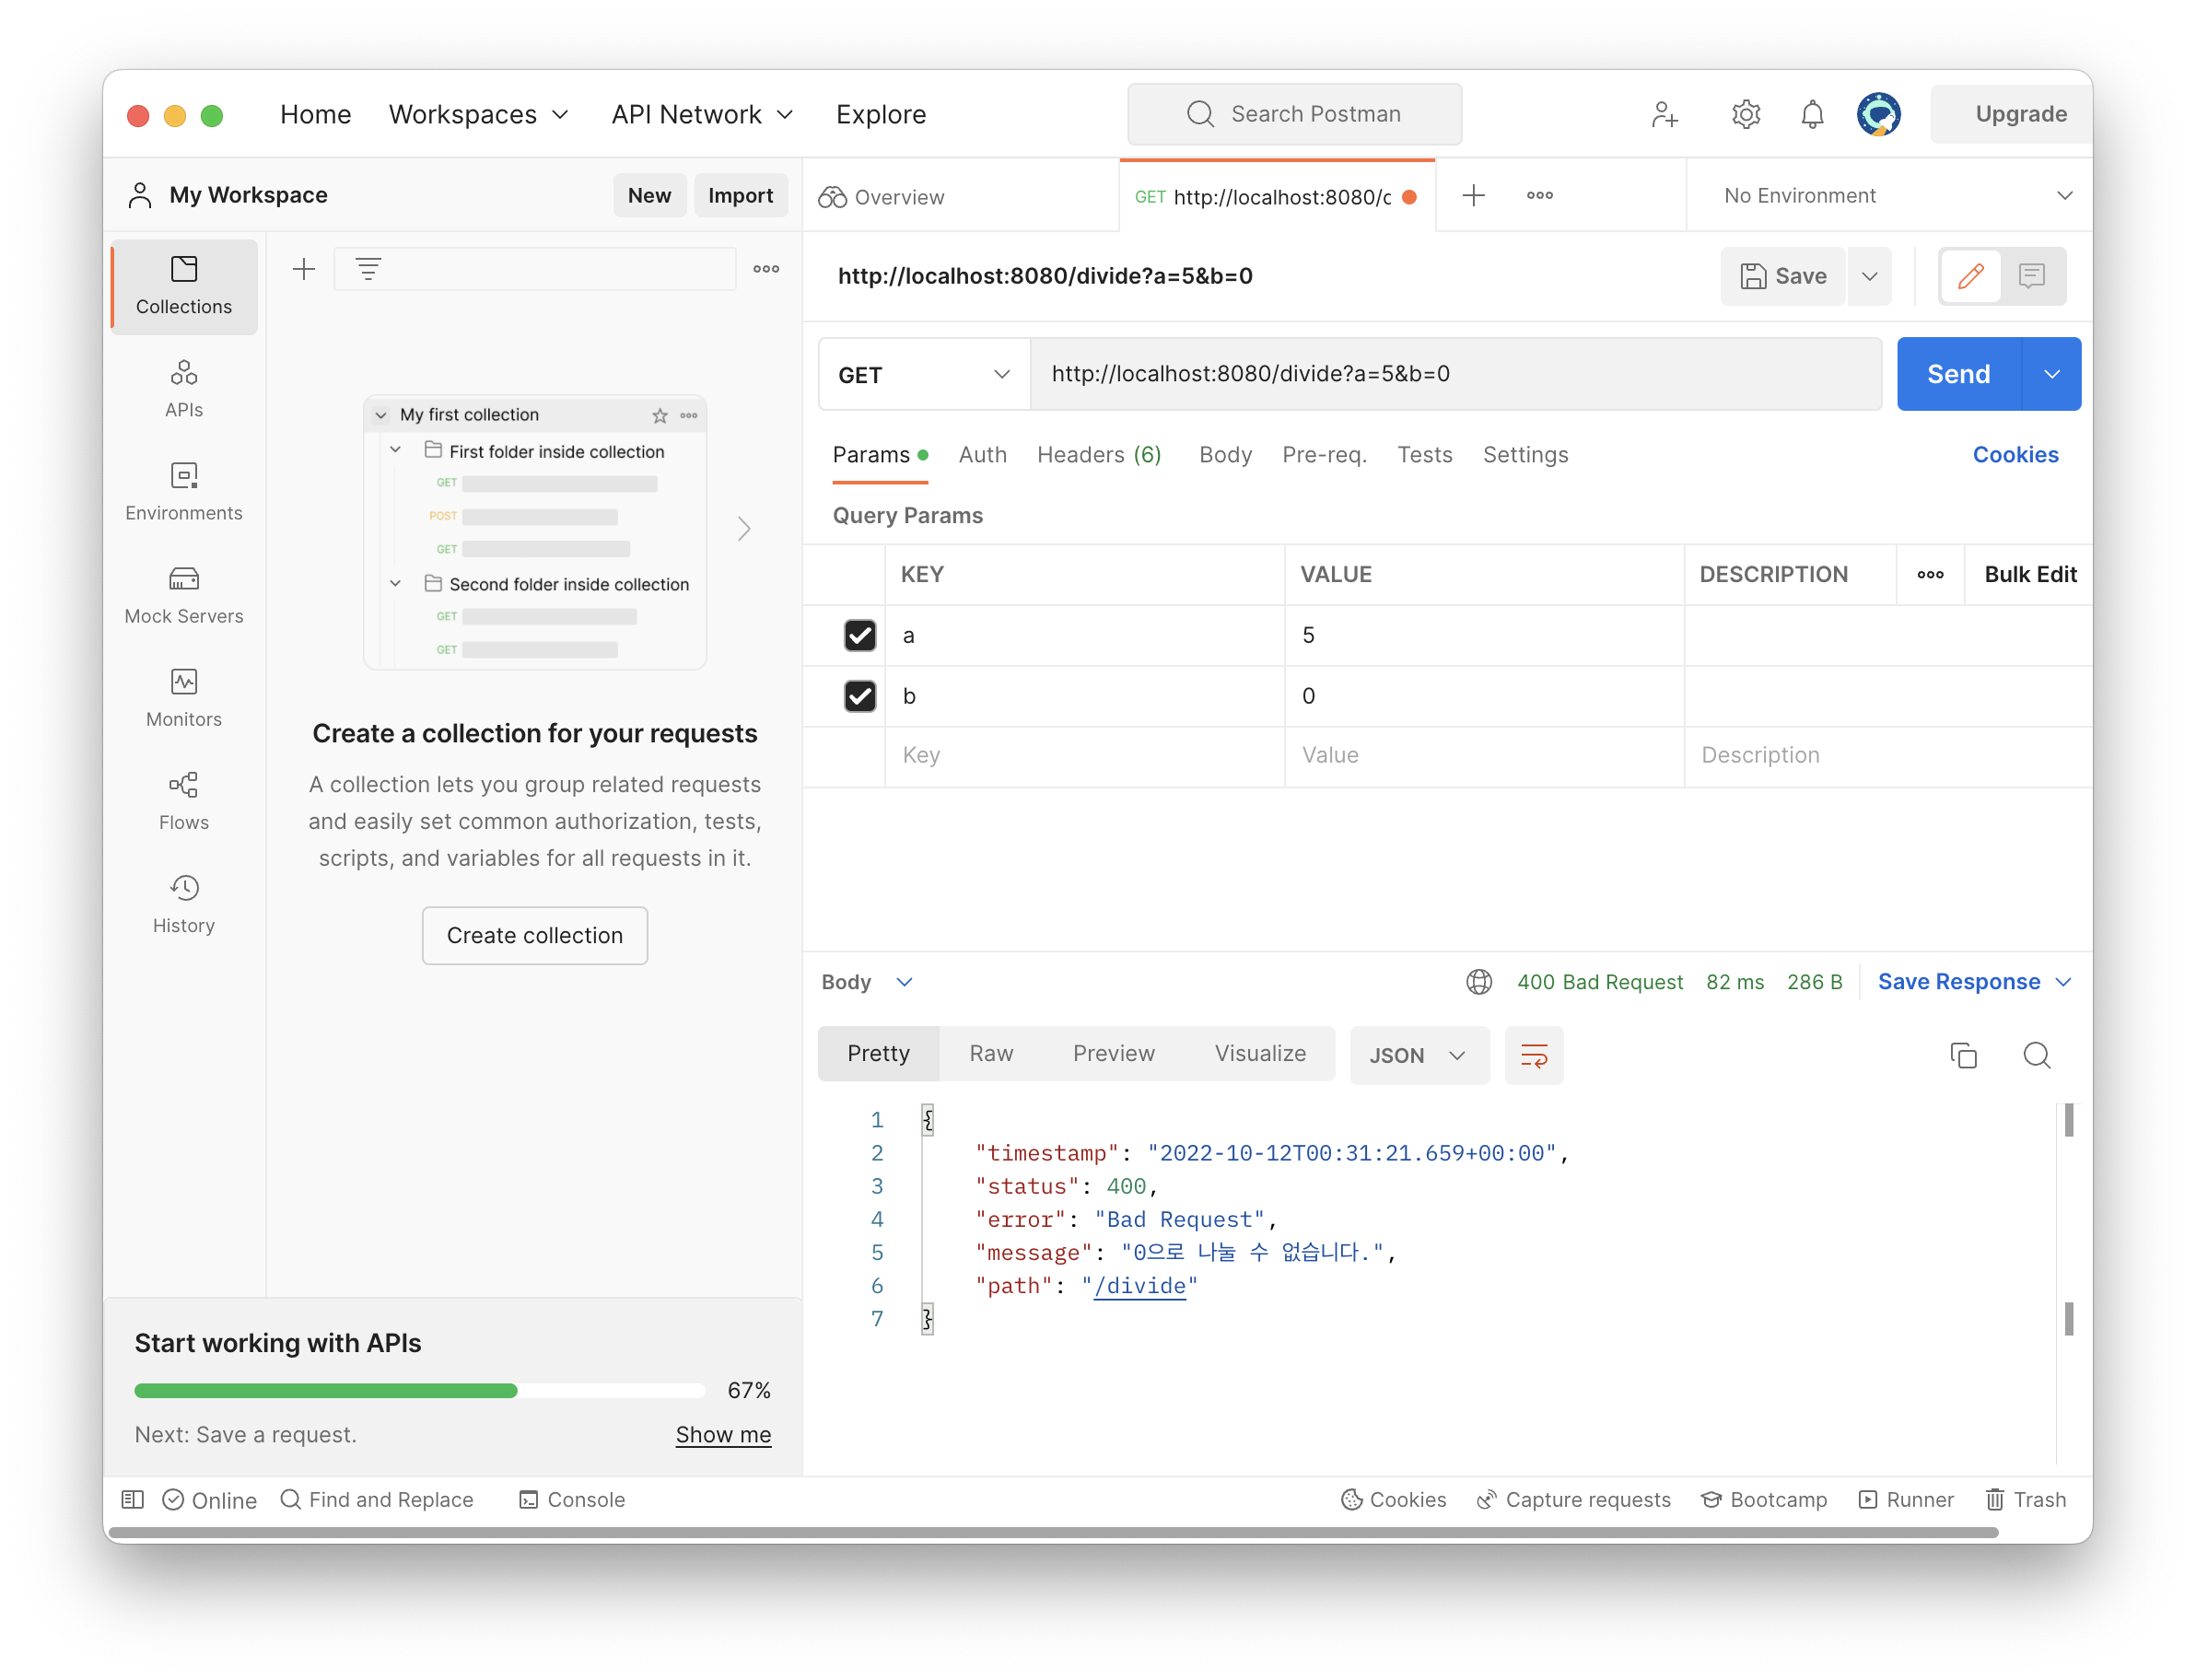 Home Workspaces API Network Explore Search Postman Upgrade
My Workspace New Import
Overview GET http://localhost:8080/d No Environment
Collections
APIs
Environments
Mock Servers
Monitors
Flows
History
My first collection
First folder inside collection
GET
POST
GET
Second folder inside collection
GET
GET
Create a collection for your requests
A collection lets you group related requests
and easily set common authorization, tests,
scripts, and variables for all requests in it.
Create collection
Start working with APIs
67%
Next: Save a request. Show me
http://localhost:8080/divide?a=5&b=0 Save
GET http://localhost:8080/divide?a=5&b=0 Send
Params Auth Headers (6) Body Pre-req. Tests Settings Cookies
Query Params
KEY VALUE DESCRIPTION Bulk Edit
a 5
b 0
Key Value Description
Body 400 Bad Request 82 ms 286 B Save Response
Pretty Raw Preview Visualize JSON
1 {
2 "timestamp": "2022-10-12T00:31:21.659+00:00",
3 "status": 400,
4 "error": "Bad Request",
5 "message": "0으로 나눌 수 없습니다.",
6 "path": "/divide"
7 }
Online Find and Replace Console Cookies Capture requests Bootcamp Runner Trash